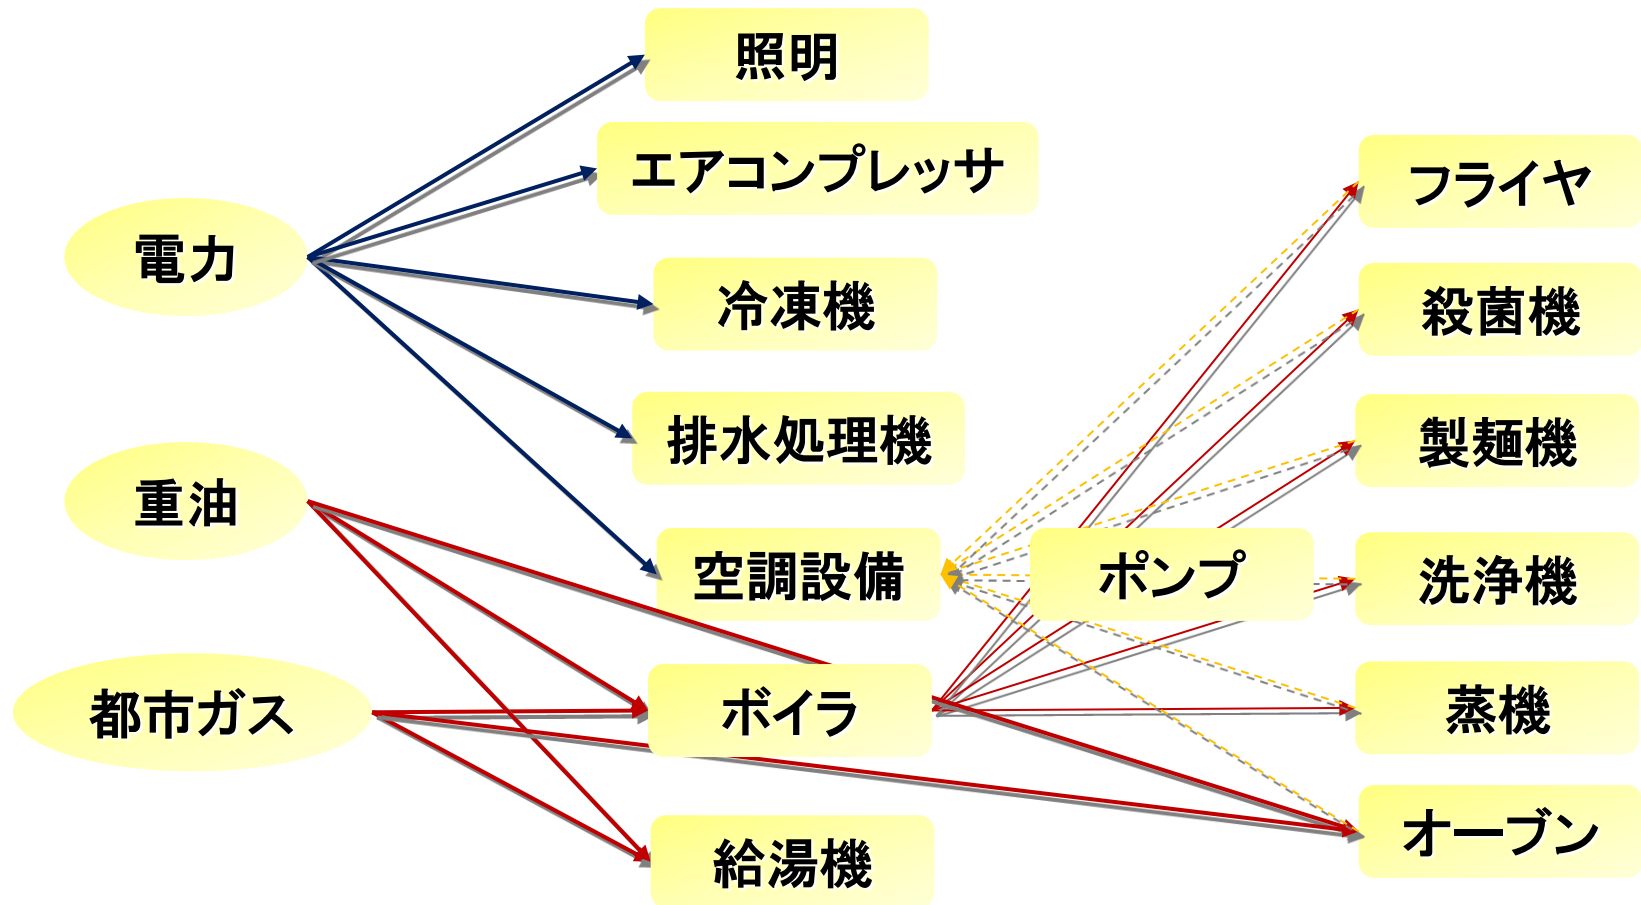 照明
エアコンプレッサ
フライヤ
電力
冷凍機
殺菌機
排水処理機
製麺機
重油
空調設備
ポンプ
洗浄機
都市ガス
ボイラ
蒸機
オーブン
給湯機